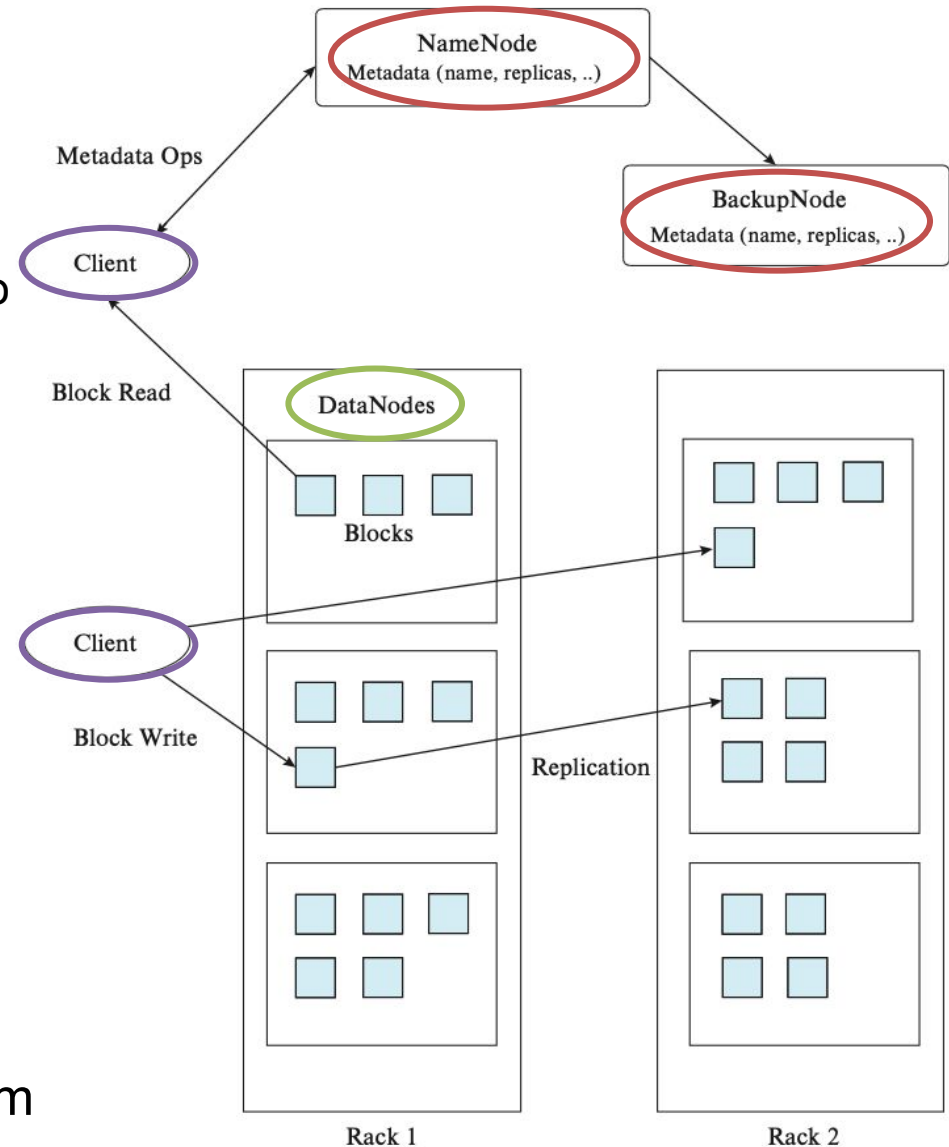 NameNode
Metadata (name, replicas, ..)
Metadata Ops
BackupNode
Metadata (name, replicas, ..)
Client
Block Read
DataNodes
Blocks
Client
Block Write
Replication
m
Rack 1
Rack 2